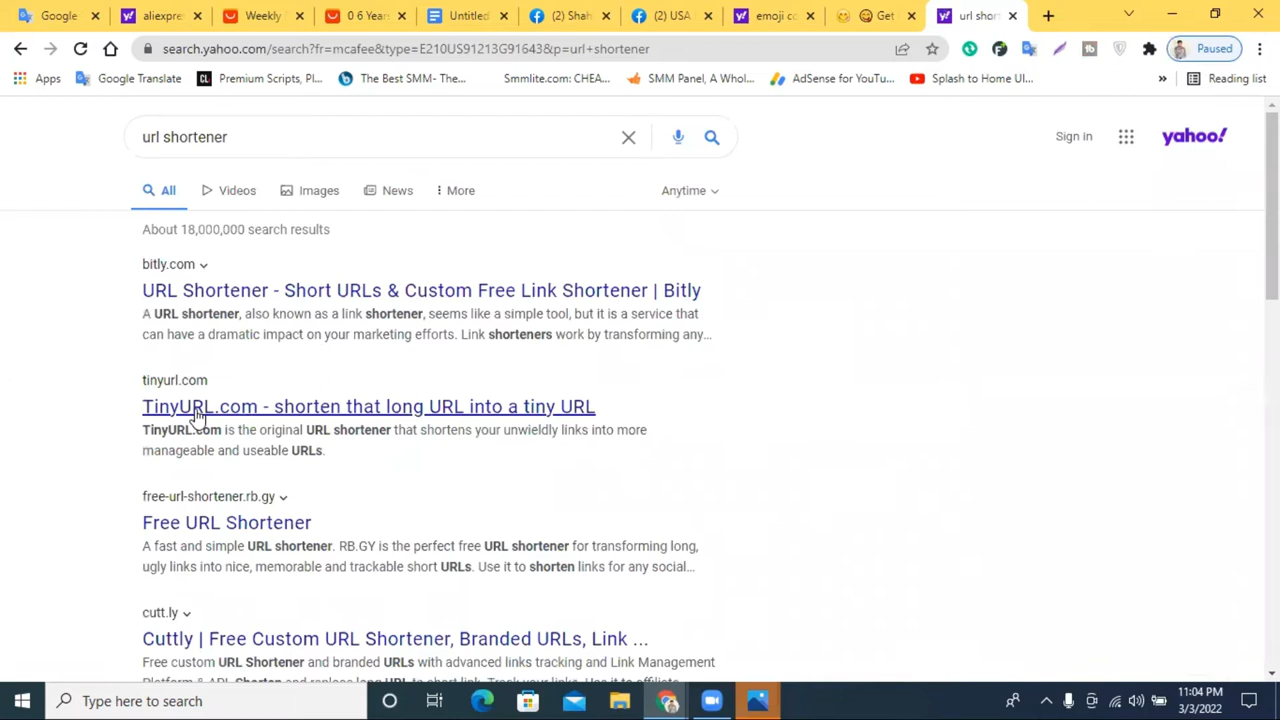 Google
aliexpres
Weekly
0 6 Years
Untitled
(2) Shah
(2) USA
emoji co
Get
url shor
search.yahoo.com/search?fr=mcafee&type=E210US91213G91643&p=url+shortener
Paused
Apps
Google Translate
Premium Scripts, Pl...
The Best SMM- The...
Smmlite.com: CHEA...
SMM Panel, A Whol...
AdSense for YouTu...
Splash to Home UI...
»
Reading list
url shortener
Sign in
yahoo!
All
Videos
Images
News
More
Anytime
About 18,000,000 search results
bitly.com
URL Shortener - Short URLs & Custom Free Link Shortener | Bitly
A URL shortener, also known as a link shortener, seems like a simple tool, but it is a service that
can have a dramatic impact on your marketing efforts. Link shorteners work by transforming any...
tinyurl.com
TinyURL.com - shorten that long URL into a tiny URL
TinyURL.com is the original URL shortener that shortens your unwieldly links into more
manageable and useable URLs.
free-url-shortener.rb.gy
Free URL Shortener
A fast and simple URL shortener. RB.GY is the perfect free URL shortener for transforming long,
ugly links into nice, memorable and trackable short URLs. Use it to shorten links for any social...
cutt.ly
Cuttly | Free Custom URL Shortener, Branded URLs, Link ...
Free custom URL Shortener and branded URLs with advanced links tracking and Link Management
Type here to search
11:04 PM
3/3/2022